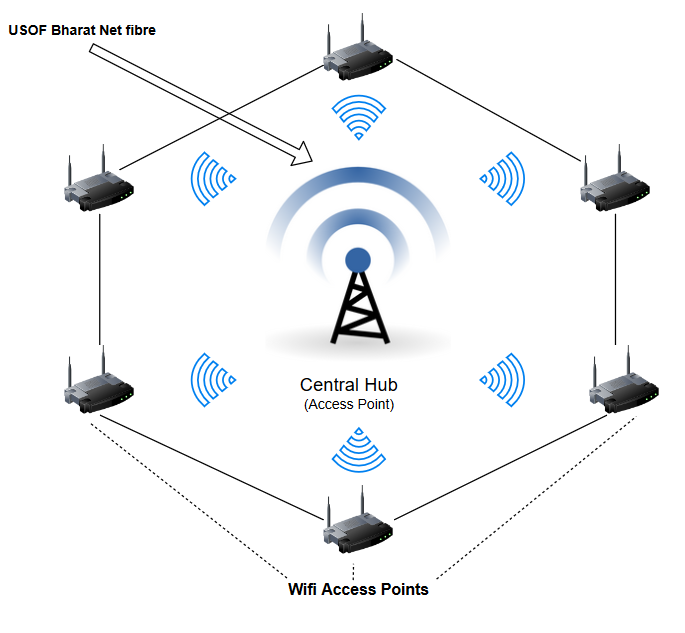 USOF Bharat Net fibre
Central Hub
(Access Point)
Wifi Access Points